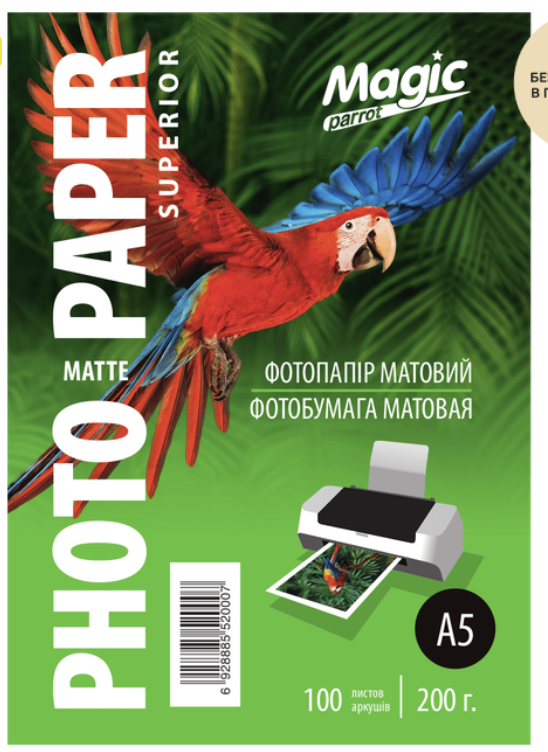 Magic
parrot
PHOTO PAPER
SUPERIOR
MATTE
ФОТОПАПІР МАТОВИЙ
ФОТОБУМАГА МАТОВАЯ
A5
100 листов аркушів | 200 г.
6 928885 520007